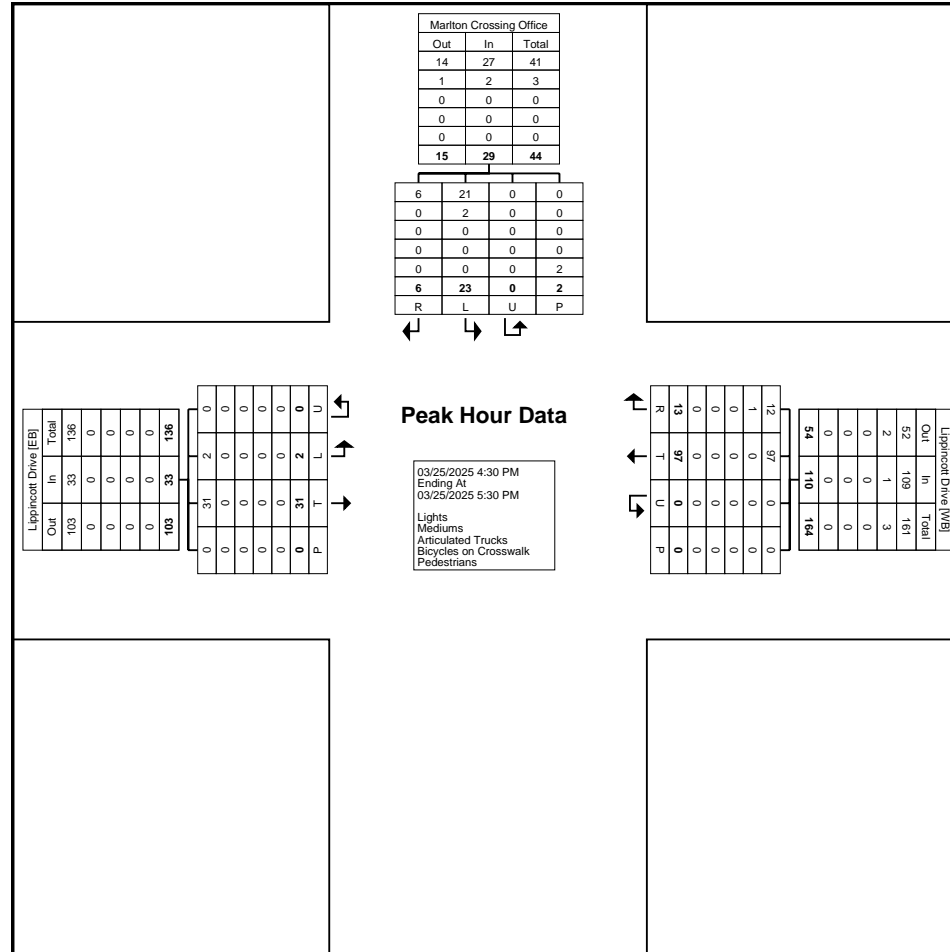 Marlton Crossing Office
Out In Total
14 27 41
1 2 3
0 0 0
0 0 0
0 0 0
15 29 44
6 21 0 0
0 2 0 0
0 0 0 0
0 0 0 0
0 0 0 2
6 23 0 2
R L U P
Peak Hour Data
03/25/2025 4:30 PM
Ending At
03/25/2025 5:30 PM
Lights
Mediums
Articulated Trucks
Bicycles on Crosswalk
Pedestrians
Lippincott Drive [EB]
Total In Out
136 33 103
0 0 0
0 0 0
0 0 0
0 0 0
136 33 103
0 2 31 0
0 0 0 0
0 0 0 0
0 0 0 0
0 0 0 0
0 2 31 0
U L T P
Lippincott Drive [WB]
Out In Total
52 109 161
2 1 3
0 0 0
0 0 0
0 0 0
54 110 164
12 97 0 0
1 0 0 0
0 0 0 0
0 0 0 0
0 0 0 0
13 97 0 0
R T U P